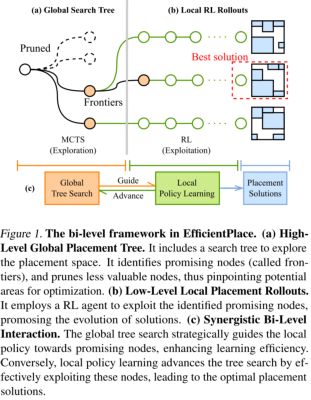 (a) Global Search Tree
(b) Local RL Rollouts
Pruned
Best solution
Frontiers
MCTS
(Exploration)
RL
(Exploitation)
(c)
Global
Tree Search
Guide
Advance
Local
Policy Learning
Placement
Solutions
Figure 1. The bi-level framework in EfficientPlace. (a) High-
Level Global Placement Tree. It includes a search tree to explore
the placement space. It identifies promising nodes (called fron-
tiers), and prunes less valuable nodes, thus pinpointing potential
areas for optimization. (b) Low-Level Local Placement Rollouts.
It employs a RL agent to exploit the identified promising nodes,
promosing the evolution of solutions. (c) Synergistic Bi-Level
Interaction. The global tree search strategically guides the local
policy towards promising nodes, enhancing learning efficiency.
Conversely, local policy learning advances the tree search by ef-
fectively exploiting these nodes, leading to the optimal placement
solutions.